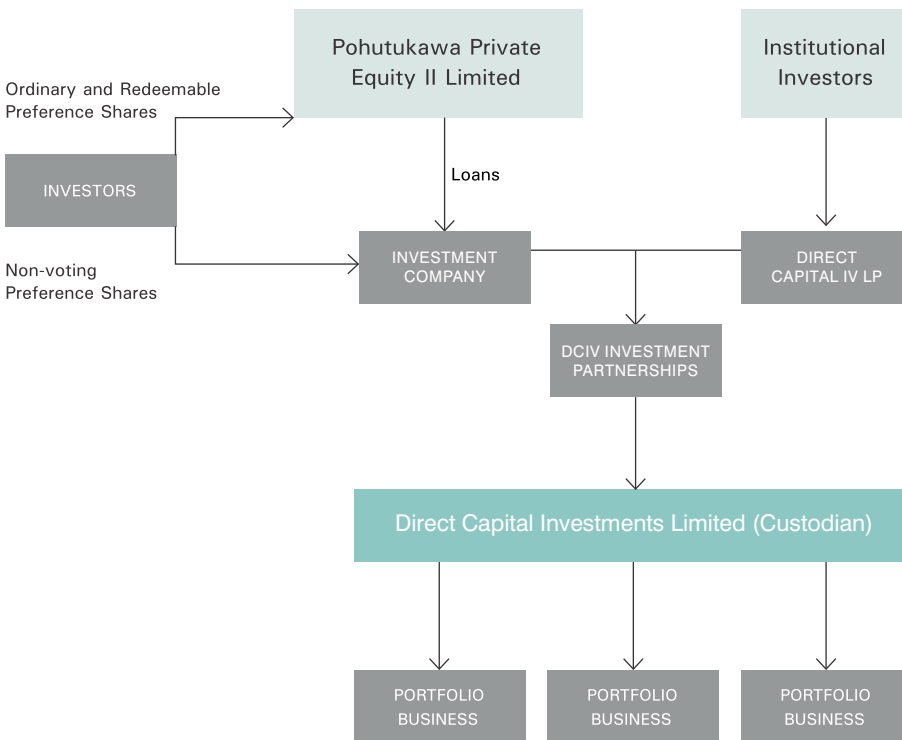 Pohutukawa Private
Equity II Limited
Institutional
Investors
Ordinary and Redeemable
Preference Shares
INVESTORS
Loans
Non-voting
Preference Shares
INVESTMENT
COMPANY
DIRECT
CAPITAL IV LP
DCIV INVESTMENT
PARTNERSHIPS
Direct Capital Investments Limited (Custodian)
PORTFOLIO
BUSINESS
PORTFOLIO
BUSINESS
PORTFOLIO
BUSINESS